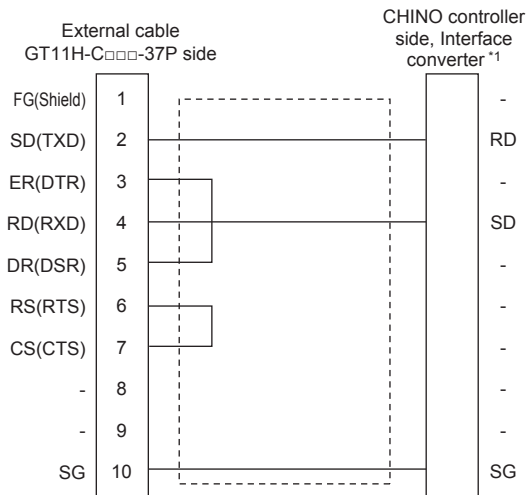 External cable
GT11H-C□□□-37P side
CHINO controller
side, Interface
converter *1
FG(Shield) 1 -
SD(TXD) 2 RD
ER(DTR) 3 -
RD(RXD) 4 SD
DR(DSR) 5 -
RS(RTS) 6 -
CS(CTS) 7 -
- 8 -
- 9 -
SG 10 SG